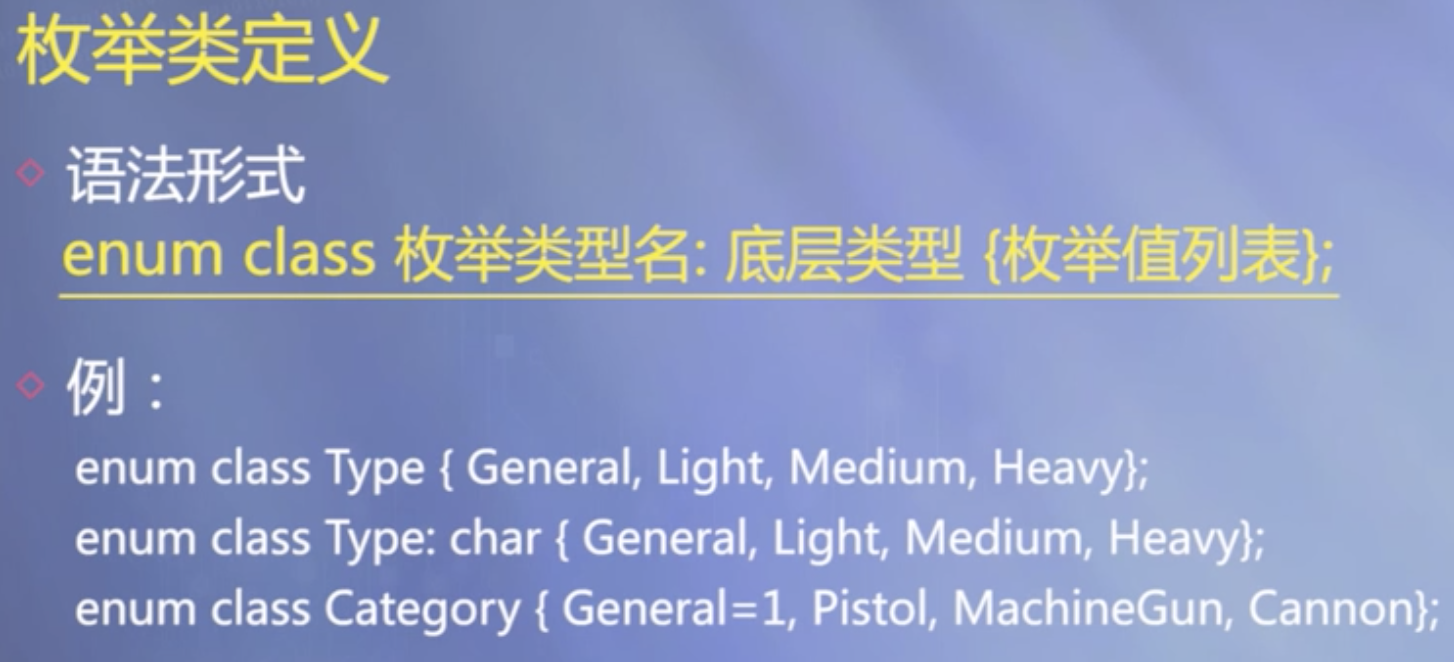 枚举类定义
语法形式
enum class 枚举类型名: 底层类型 {枚举值列表};
例：
enum class Type { General, Light, Medium, Heavy};
enum class Type: char { General, Light, Medium, Heavy};
enum class Category { General=1, Pistol, MachineGun, Cannon};